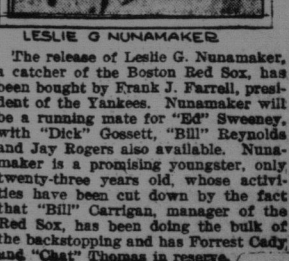 LESLIE G NUNAMAKER
The release of Leslie G. Nunamaker,
a catcher of the Boston Red Sox, has
been bought by Frank J. Farrell, presi-
dent of the Yankees. Nunamaker will
be a running mate for "Ed" Sweeney,
with "Dick" Gossett, "Bill" Reynolds
and Jay Rogers also available. Nuna-
maker is a promising youngster, only
twenty-three years old, whose activi-
ties have been cut down by the fact
that "Bill" Carrigan, manager of the
Red Sox, has been doing the bulk of
the backstopping and has Forrest Cady
and "Chat" Thomas in reserve.